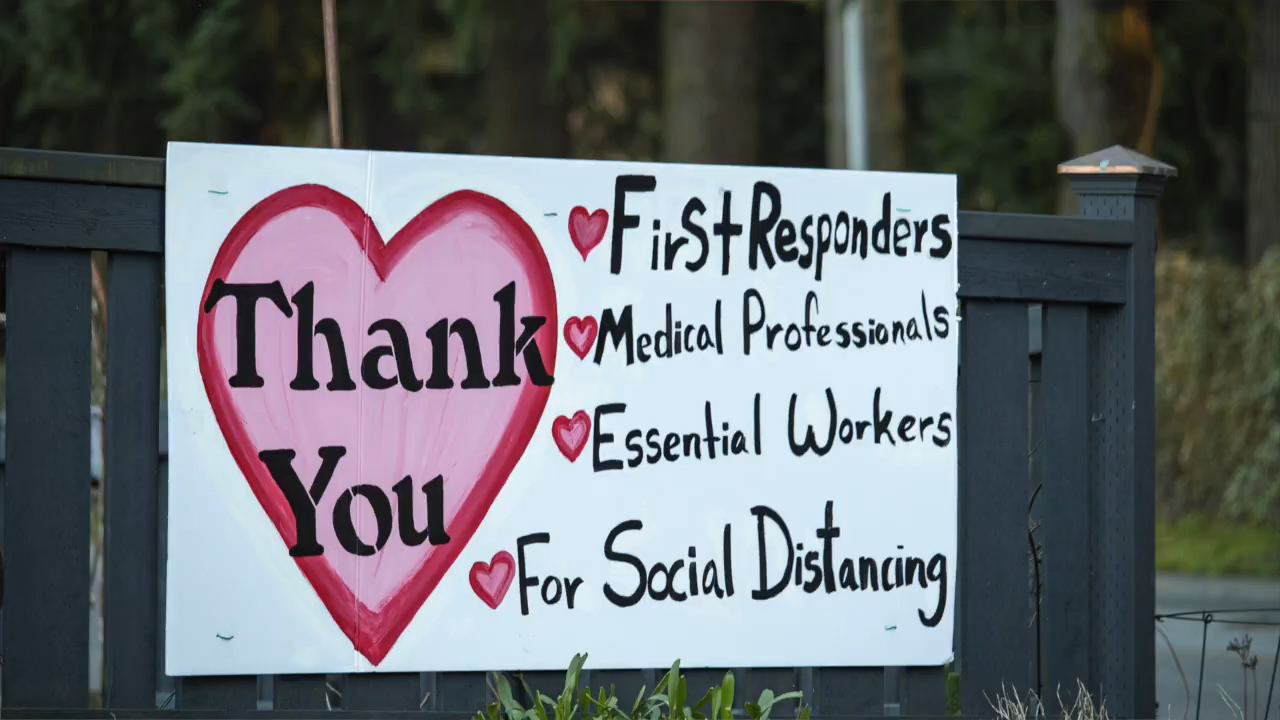 Thank
You
First Responders
Medical Professionals
Essential Workers
For Social Distancing